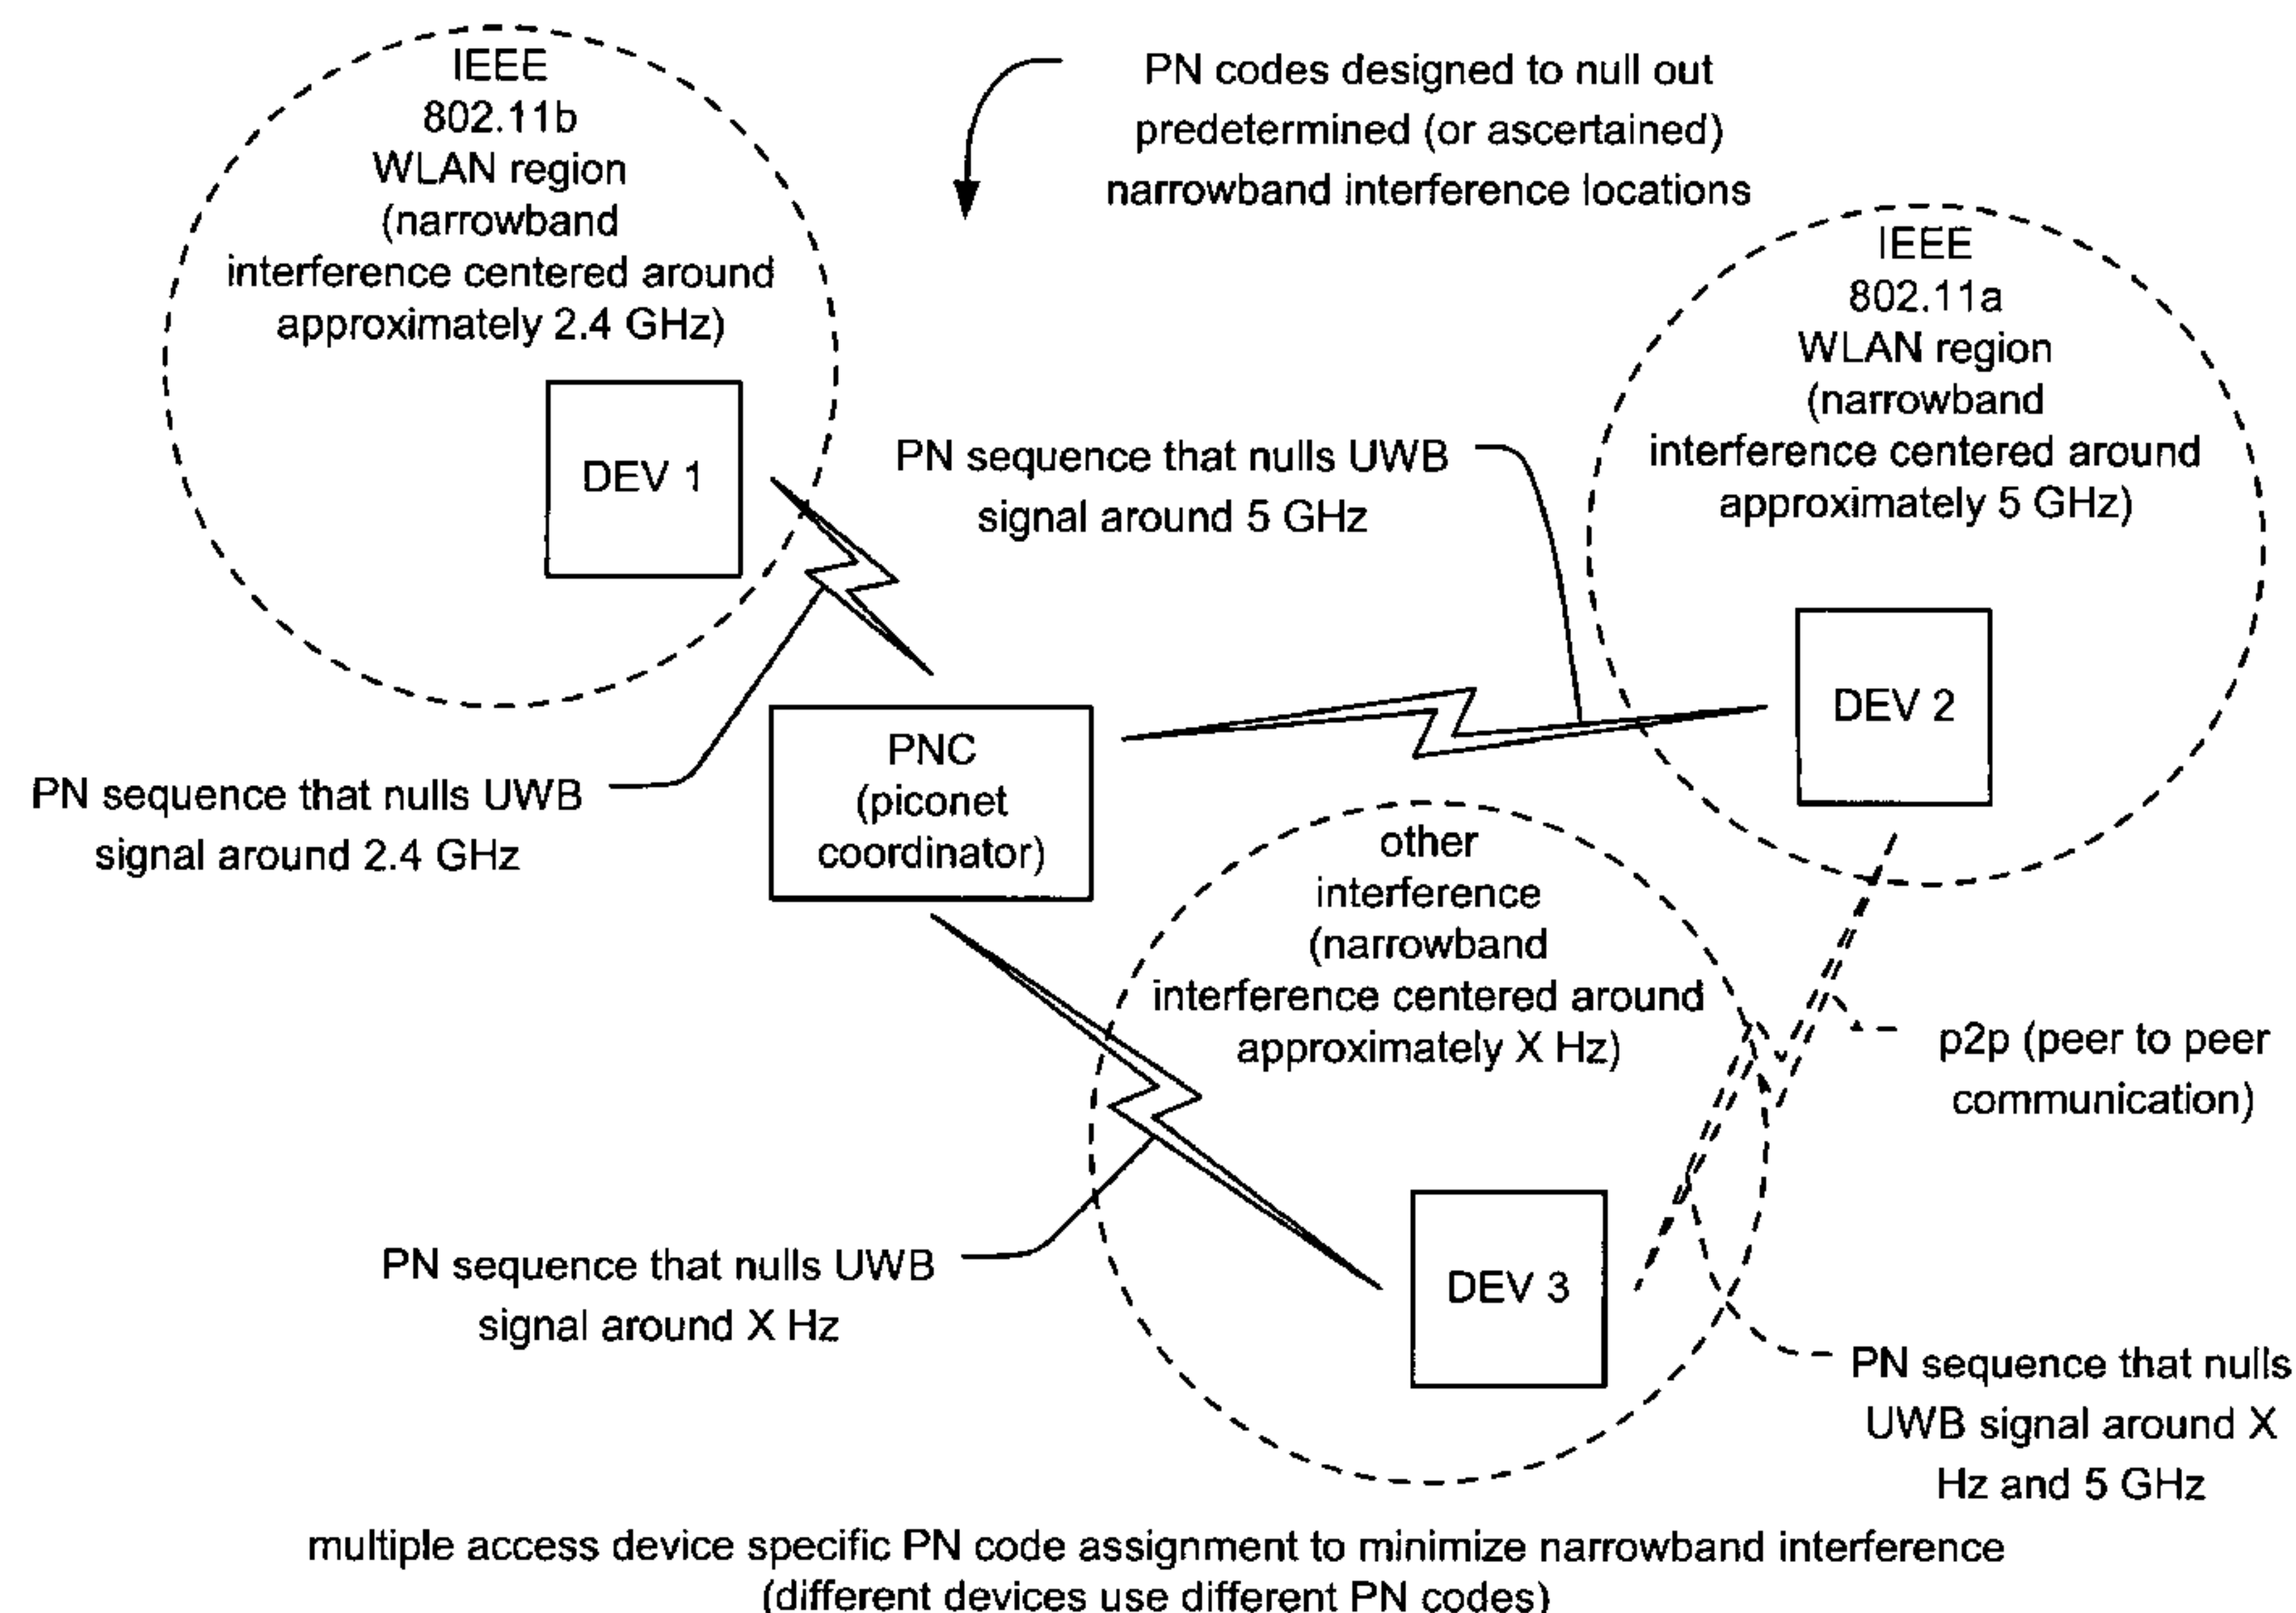 IEEE
802.11b
WLAN region
(narrowband
interference centered around
approximately 2.4 GHz)
DEV 1
PN codes designed to null out
predetermined (or ascertained)
narrowband interference locations
IEEE
802.11a
WLAN region
(narrowband
interference centered around
approximately 5 GHz)
DEV 2
PN sequence that nulls UWB
signal around 5 GHz
PN sequence that nulls UWB
signal around 2.4 GHz
PNC
(piconet
coordinator)
other
interference
(narrowband
interference centered around
approximately X Hz)
DEV 3
p2p (peer to peer
communication)
PN sequence that nulls UWB
signal around X Hz
PN sequence that nulls
UWB signal around X
Hz and 5 GHz
multiple access device specific PN code assignment to minimize narrowband interference
(different devices use different PN codes)